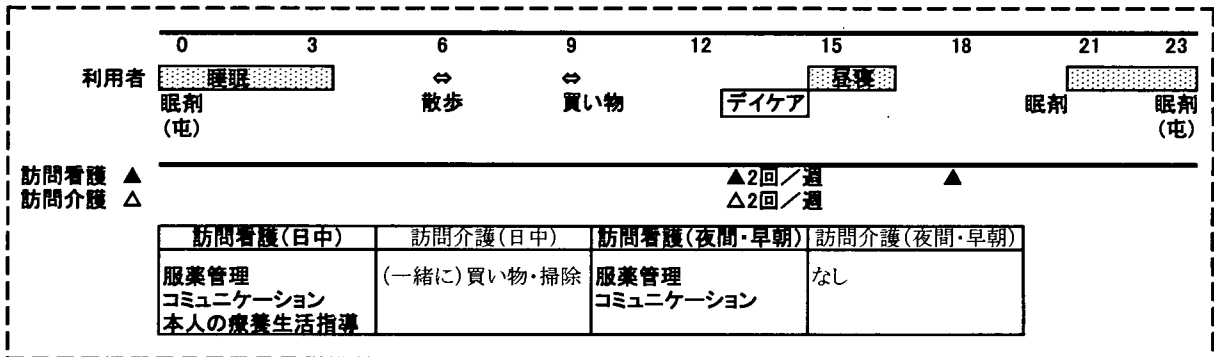 0 3 6 9 12 15 18 21 23
利用者 睡眠 ⇔ ⇔ 昼寝
眠剤 散歩 買い物 デイケア 眠剤 眠剤
(屯) (屯)
訪問看護 ▲ ▲2回/週 ▲
訪問介護 △ △2回/週
訪問看護(日中) 訪問介護(日中) 訪問看護(夜間・早朝) 訪問介護(夜間・早朝)
服薬管理 (一緒に)買い物・掃除 服薬管理 なし
コミュニケーション コミュニケーション
本人の療養生活指導